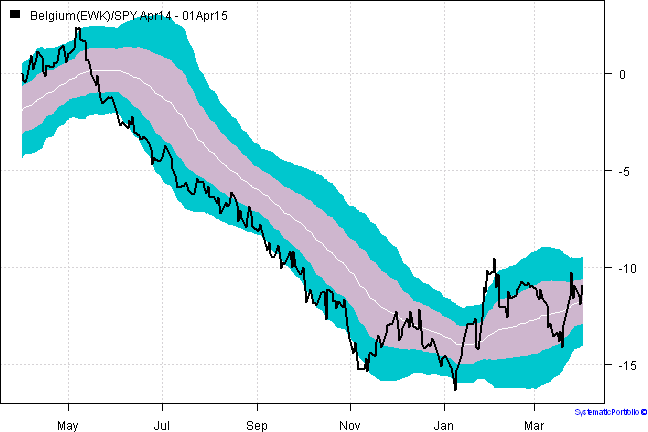 Belgium(EWK)/SPY Apr14 - 01Apr15
0
-5
-10
-15
May Jul Sep Nov Jan Mar
SystematicPortfolio ©